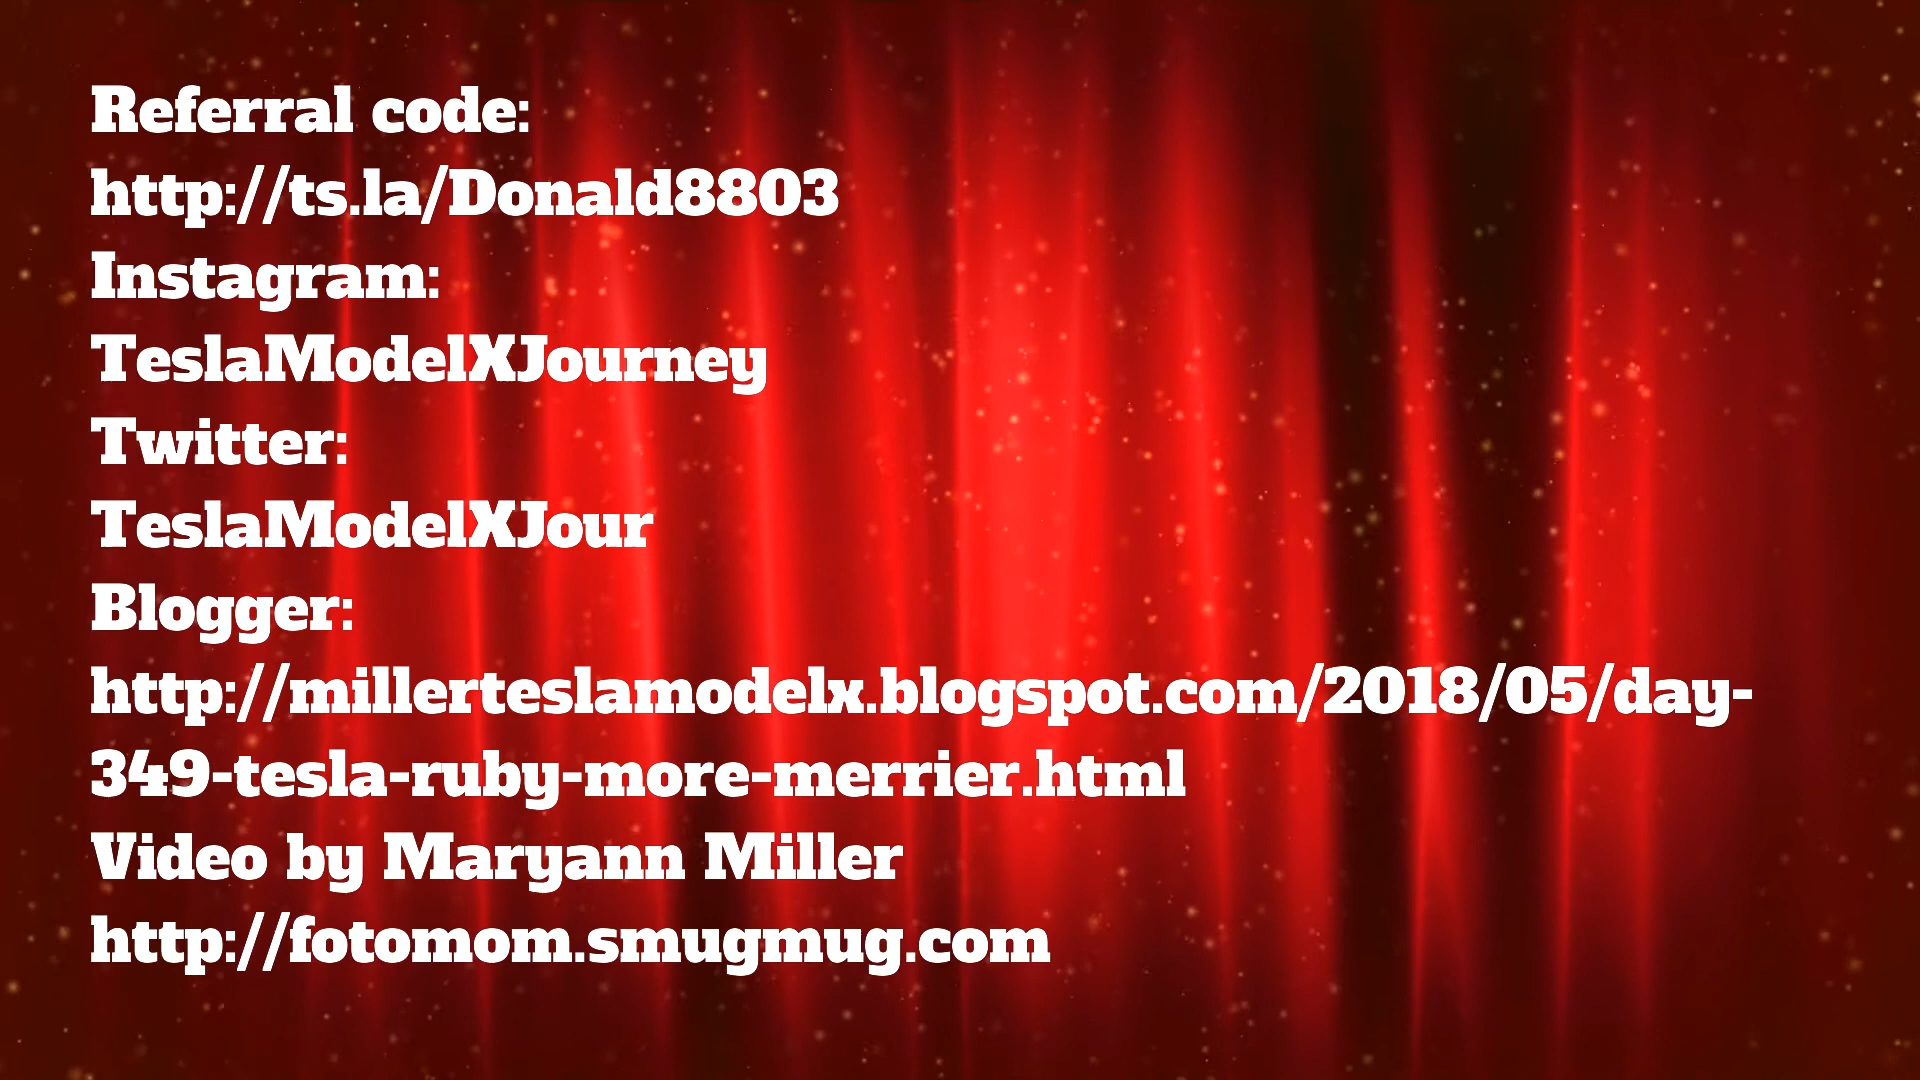 Referral code:
http://ts.la/Donald8803
Instagram:
TeslaModelXJourney
Twitter:
TeslaModelXJour
Blogger:
http://millerteslamodelx.blogspot.com/2018/05/day-
349-tesla-ruby-more-merrier.html
Video by Maryann Miller
http://fotomom.smugmug.com